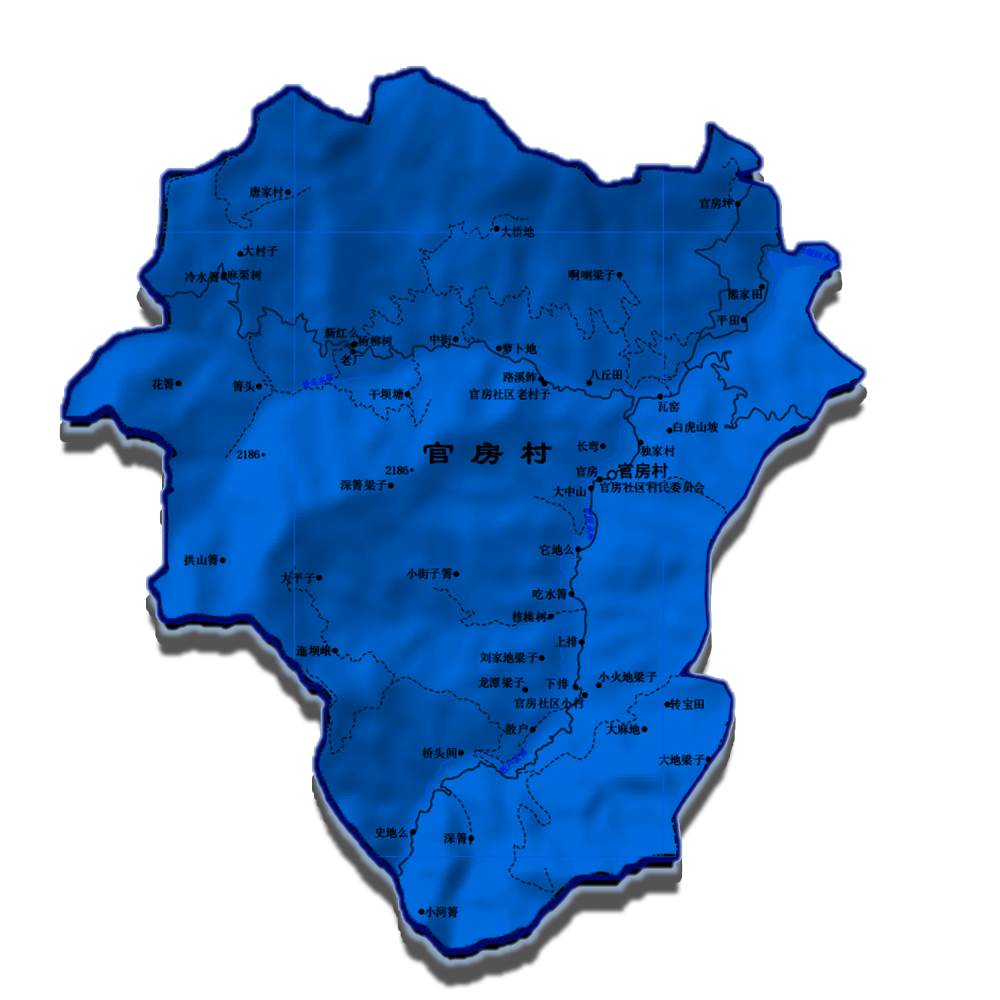 唐家村
官房坪
大桥地
大村子
冷水箐
麻栗树
啊喇梁子
熊家田
平田
新红么
杨柳树
中街
萝卜地
老厂
花箐
箐头
箐头水库
干坝塘
路溪鲊
八丘田
官房社区老村子
瓦窑
白虎山坡
官房村
长弯
独家村
2186
2186
深箐梁子
官房
官房村
大中山
官房社区村民委员会
它地么
拱山箐
大平子
小街子箐
吃水箐
核桃树
上排
迤坝峨
刘家地梁子
龙潭梁子
下排
小火地梁子
官房社区小村
转宝田
散户
大麻地
桥头间
大地梁子
史地么
深箐
小河箐